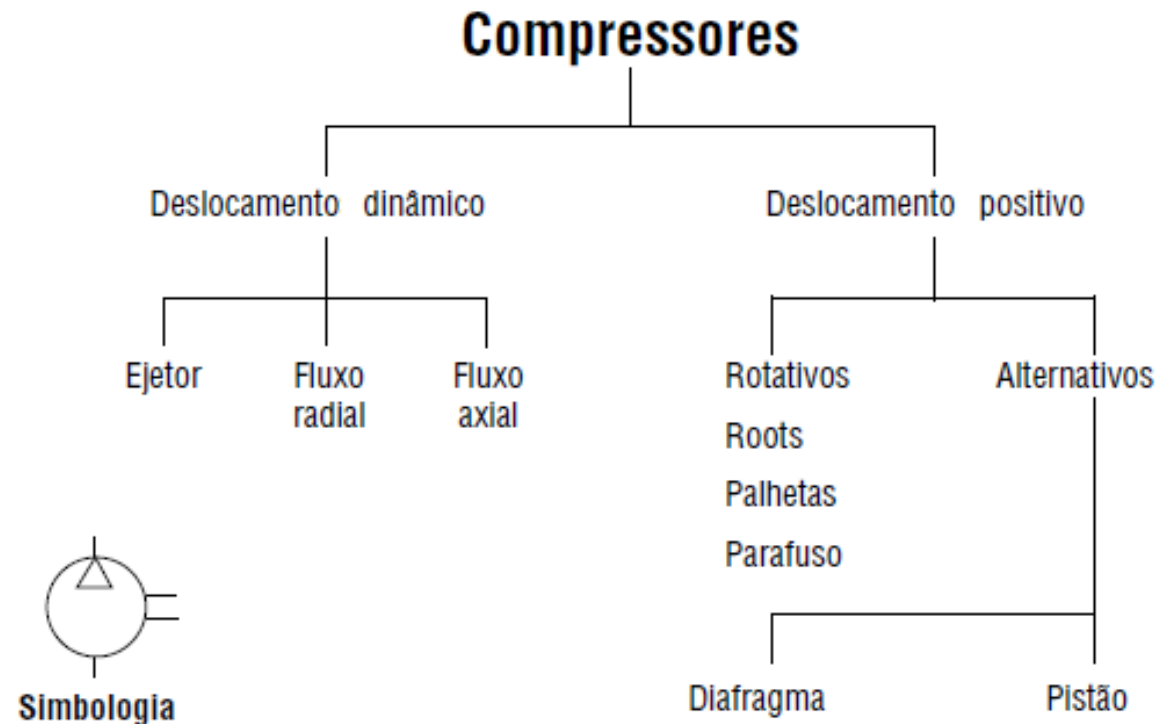 Compressores
Deslocamento dinâmico
Deslocamento positivo
Ejetor
Fluxo
radial
Fluxo
axial
Rotativos
Roots
Palhetas
Parafuso
Alternativos
Diafragma
Pistão
Simbologia